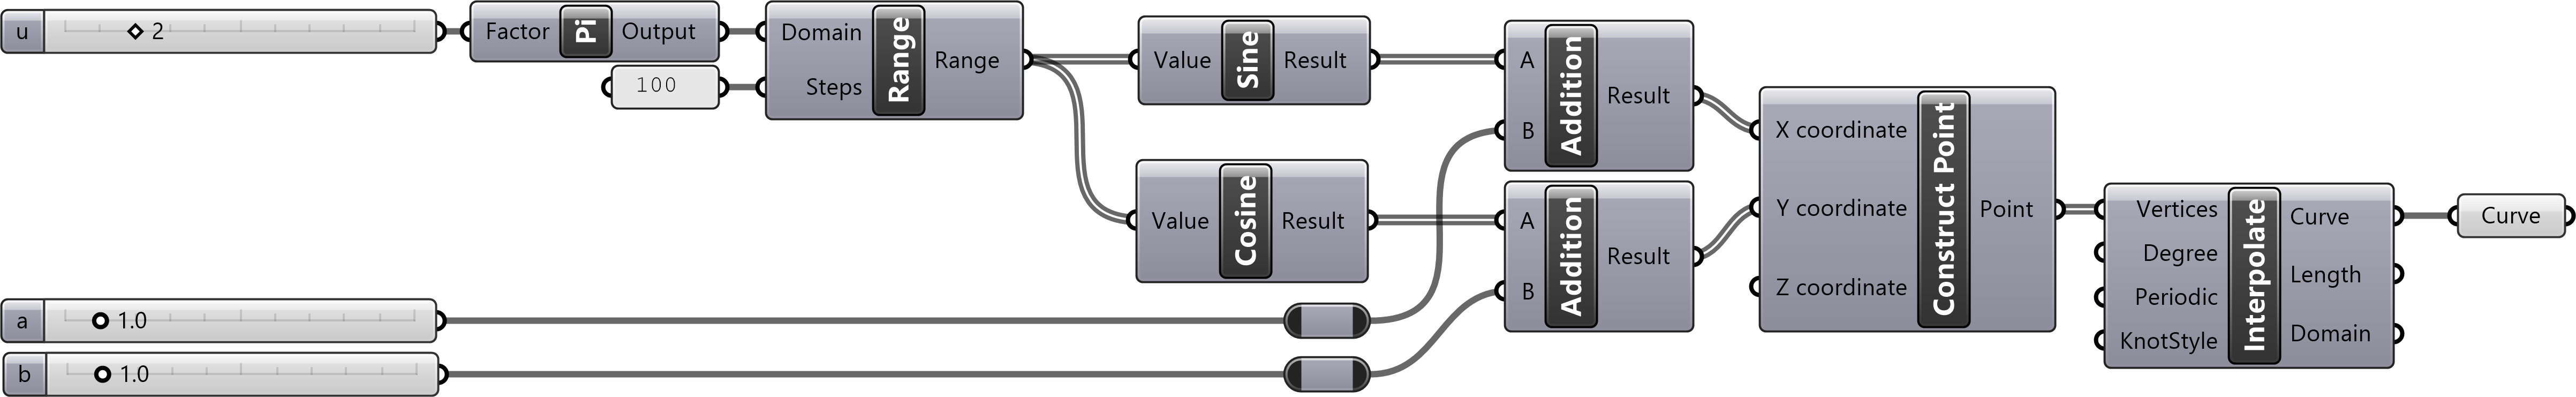 u
2
Factor
Pi
Output
100
Domain
Steps
Range
Range
Value
Sine
Result
Value
Cosine
Result
A
B
Addition
Result
A
B
Addition
Result
X coordinate
Y coordinate
Z coordinate
Construct Point
Point
Vertices
Degree
Periodic
KnotStyle
Interpolate
Curve
Length
Domain
Curve
a
1.0
b
1.0